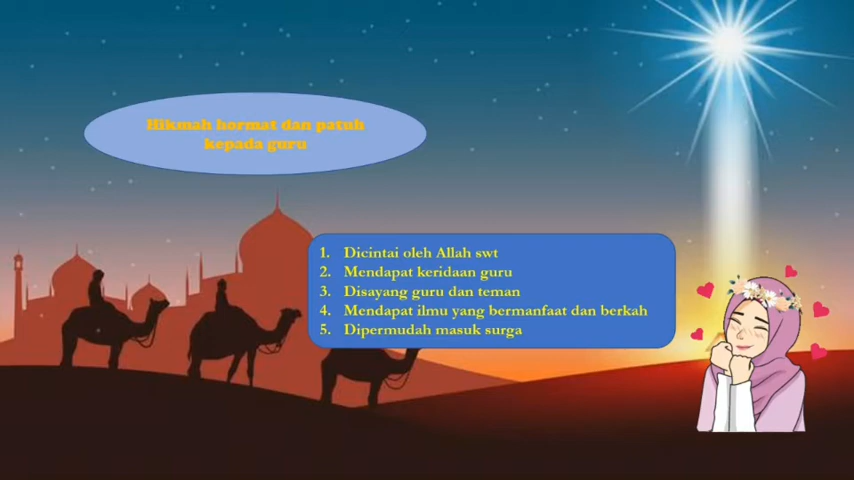 Hikmah hormat dan patuh
kepada guru
1. Dicintai oleh Allah swt
2. Mendapat keridaan guru
3. Disayang guru dan teman
4. Mendapat ilmu yang bermanfaat dan berkah
5. Dipermudah masuk surga